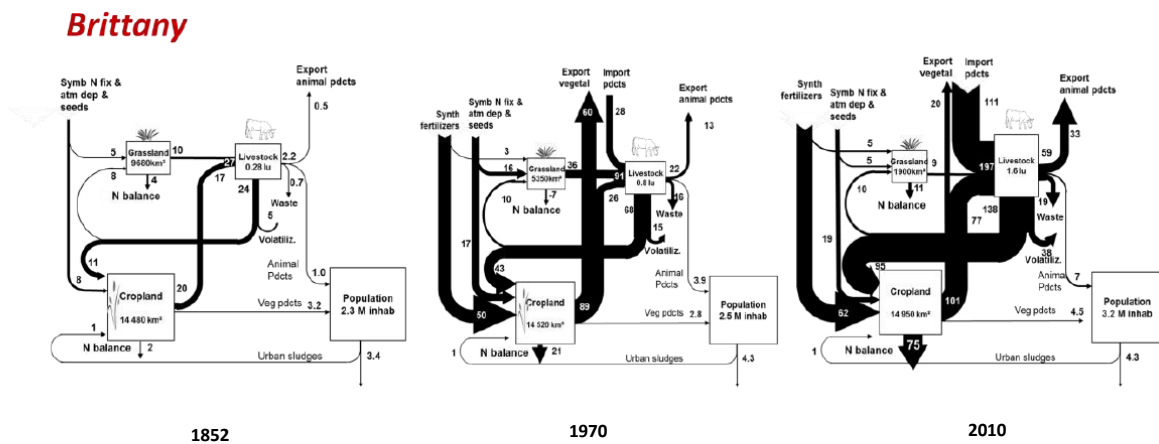 Brittany
Symb N fix &
atm dep &
seeds
Export
animal pdcts
0.5
5
Grassland
9680km²
10
8
4
N balance
27
Livestock
0.28 lu
2.2
17
24
0.7
Waste
5
Volatiliz.
11
8
Cropland
14 480 km²
20
Animal
Pdcts
1.0
Veg pdcts
3.2
Population
2.3 M inhab
1
N balance
2
Urban sludges
3.4
1852
Synth
fertilizers
Symb N fix &
atm dep &
seeds
Export
vegetal
Import
pdcts
Export
animal pdcts
60
28
13
3
16
Grassland
5350km²
36
10
-7
N balance
91
Livestock
0.8 lu
22
26
68
16
Waste
15
Volatiliz.
17
43
50
Cropland
14 520 km²
89
Animal
Pdcts
3.9
Veg pdcts
2.8
Population
2.5 M inhab
1
N balance
21
Urban sludges
4.3
1970
Synth
fertilizers
Symb N fix &
atm dep &
seeds
Export
vegetal
Import
pdcts
Export
animal pdcts
20
111
33
5
5
Grassland
1900km²
9
10
11
N balance
197
Livestock
1.6 lu
59
77
138
19
Waste
38
Volatiliz.
19
95
62
Cropland
14 950 km²
101
Animal
Pdcts
7
Veg pdcts
4.5
Population
3.2 M inhab
1
N balance
75
Urban sludges
4.3
2010